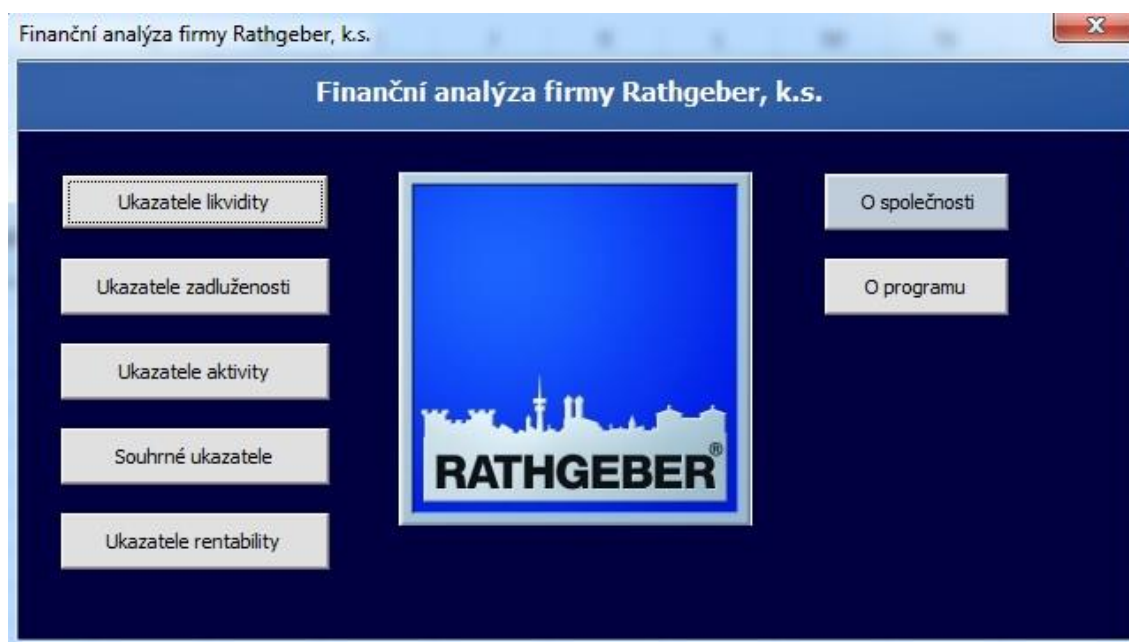 Finanční analýza firmy Rathgeber, k.s.
Finanční analýza firmy Rathgeber, k.s.
Ukazatele likvidity
Ukazatele zadluženosti
Ukazatele aktivity
Souhrné ukazatele
Ukazatele rentability
RATHGEBER®
O společnosti
O programu